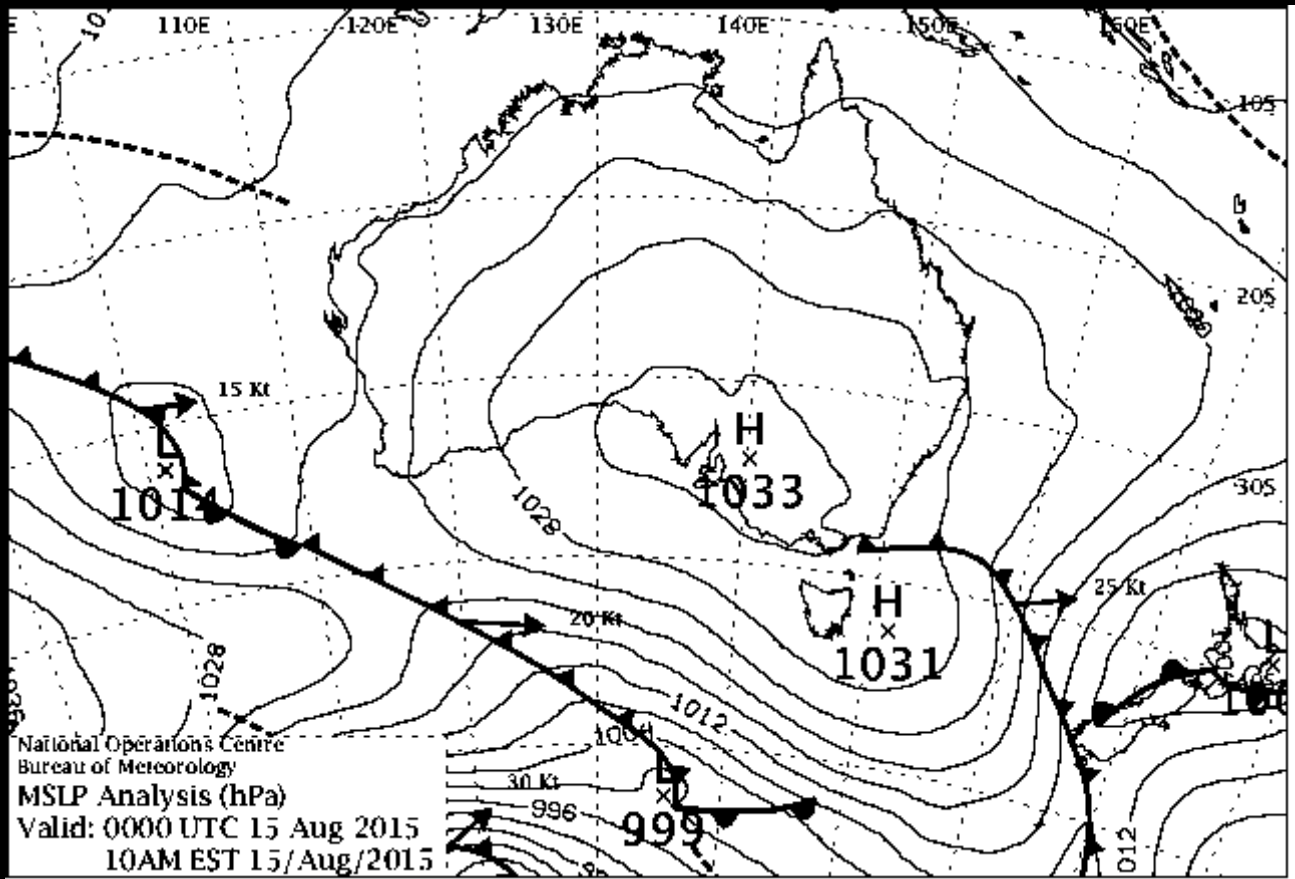 110E 120E 130E 140E 150E 160E
10S
20S
15 Kt
H
1033
L
1014
30S
1028
25 Kt
H
20 Kt
1031
1028
1012
National Operations Centre
Bureau of Meteorology
MSLP Analysis (hPa)
Valid: 0000 UTC 15 Aug 2015
10AM EST 15/Aug/2015
30 Kt
L
996
999
1012